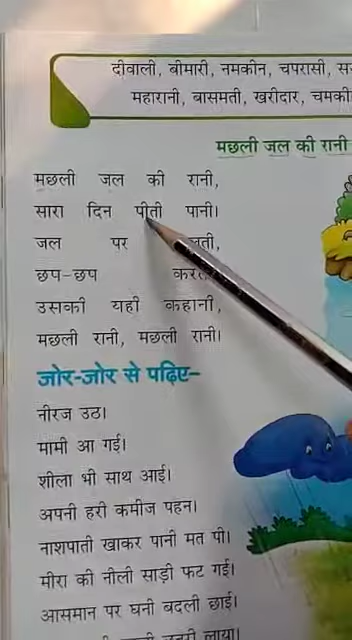 दीवाली, बीमारी, नमकीन, चपरासी,
महारानी, बासमती, खरीदार,
मछली जल की रानी
मछली जल की रानी,
सारा दिन पीती पानी।
जल पर
छप-छप
उसकी यही कहानी,
मछली रानी, मछली रानी।
जोर-जोर से पढ़िए–
नीरज उठ।
मामी आ गई।
शीला भी साथ आई।
अपनी हरी कमीज पहन।
नाशपाती खाकर पानी मत पी।
मीरा की नीली साड़ी फट गई।
आसमान पर घनी बदली छाई।
लाया।